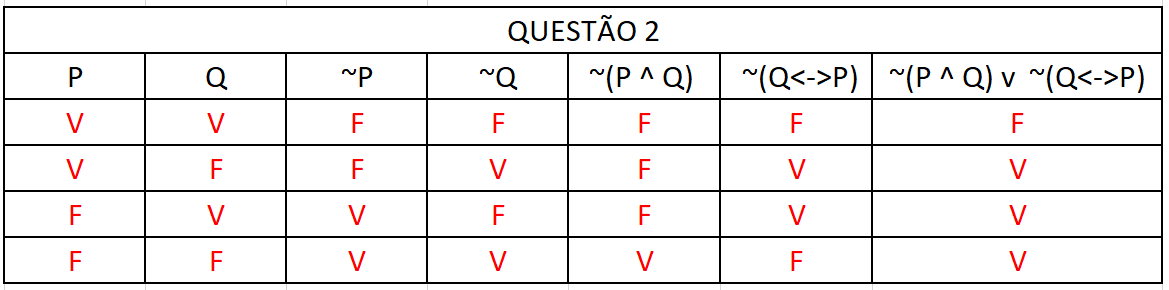 QUESTÃO 2
P Q ~P ~Q ~(P ^ Q) ~(Q<->P) ~(P ^ Q) v ~(Q<->P)
V V F F F F F
V F F V F V V
F V V F F V V
F F V V V F V